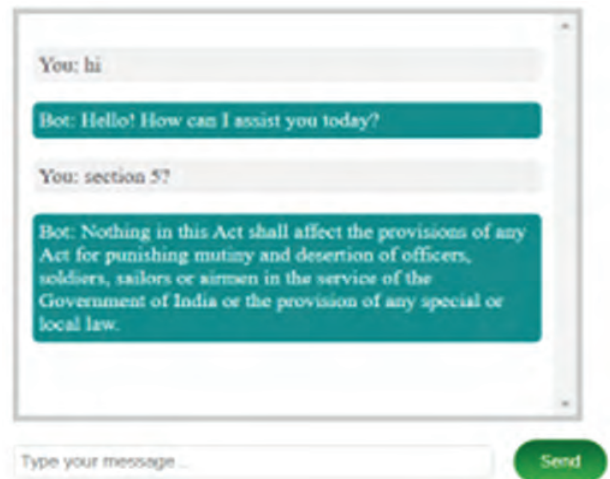 You: hi
Bot: Hello! How can I assist you today?
You: section 5?
Bot: Nothing in this Act shall affect the provisions of any
Act for punishing mutiny and desertion of officers,
soldiers, sailors or airmen in the service of the
Government of India or the provision of any special or
local law.
Type your message...
Send